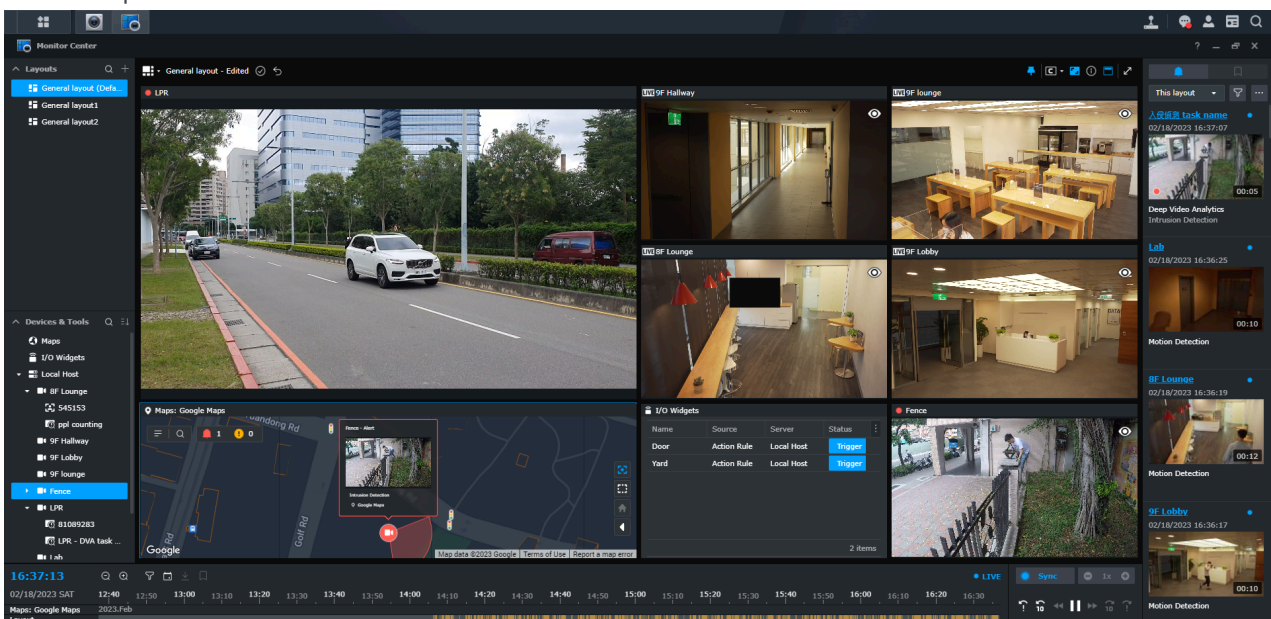 Monitor Center
Layouts
General layout (Defa...
General layout1
General layout2
General layout - Edited
LPR
LIVE 9F Hallway
LIVE 9F lounge
LIVE 8F Lounge
LIVE 9F Lobby
DATA
Devices & Tools
Maps
I/O Widgets
Local Host
8F Lounge
545153
ppl counting
9F Hallway
9F Lobby
9F lounge
Fence
LPR
81089283
LPR - DVA task ...
Lab
Maps: Google Maps
1
0
Fence - Alert
Intrusion Detection
Google Maps
Golf Rd
Rd
Google
Map data ©2023 Google
Terms of Use
Report a map error
I/O Widgets
Name Source Server Status
Door Action Rule Local Host Trigger
Yard Action Rule Local Host Trigger
2 items
Fence
This layout
入侵偵測 task name
02/18/2023 16:37:07
00:05
Deep Video Analytics
Intrusion Detection
Lab
02/18/2023 16:36:25
00:10
Motion Detection
8F Lounge
02/18/2023 16:36:19
00:12
Motion Detection
9F Lobby
02/18/2023 16:36:17
00:10
Motion Detection
16:37:13
LIVE
Sync
1x
02/18/2023 SAT
12:40 12:50 13:00 13:10 13:20 13:30 13:40 13:50 14:00 14:10 14:20 14:30 14:40 14:50 15:00 15:10 15:20 15:30 15:40 15:50 16:00 16:10 16:20 16:30
Maps: Google Maps
2023.Feb
10
10
Layout